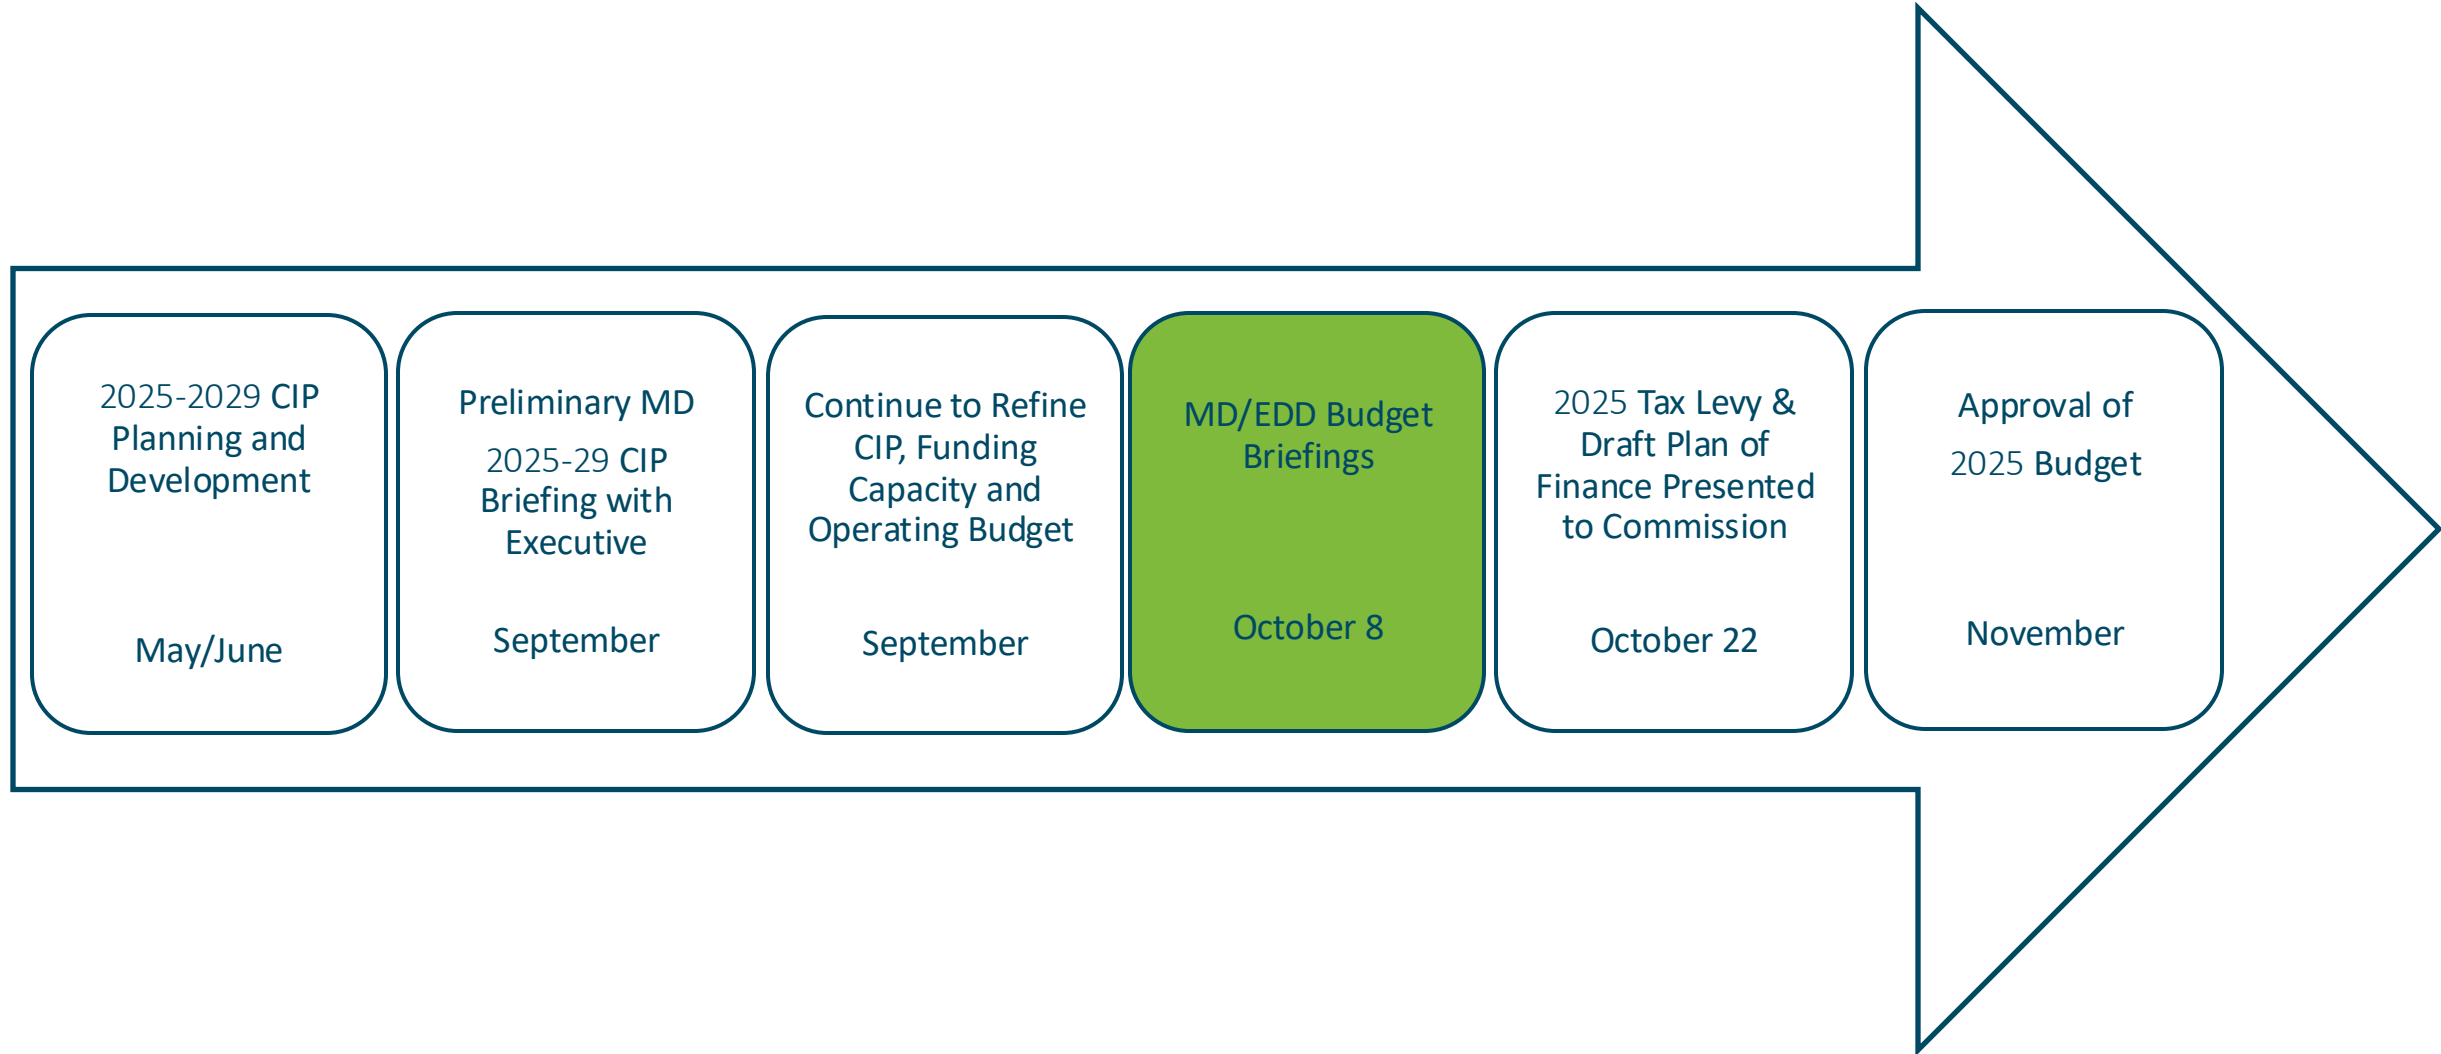 2025-2029 CIP
Planning and
Development
May/June
Preliminary MD
2025-29 CIP
Briefing with
Executive
September
Continue to Refine
CIP, Funding
Capacity and
Operating Budget
September
MD/EDD Budget
Briefings
October 8
2025 Tax Levy &
Draft Plan of
Finance Presented
to Commission
October 22
Approval of
2025 Budget
November